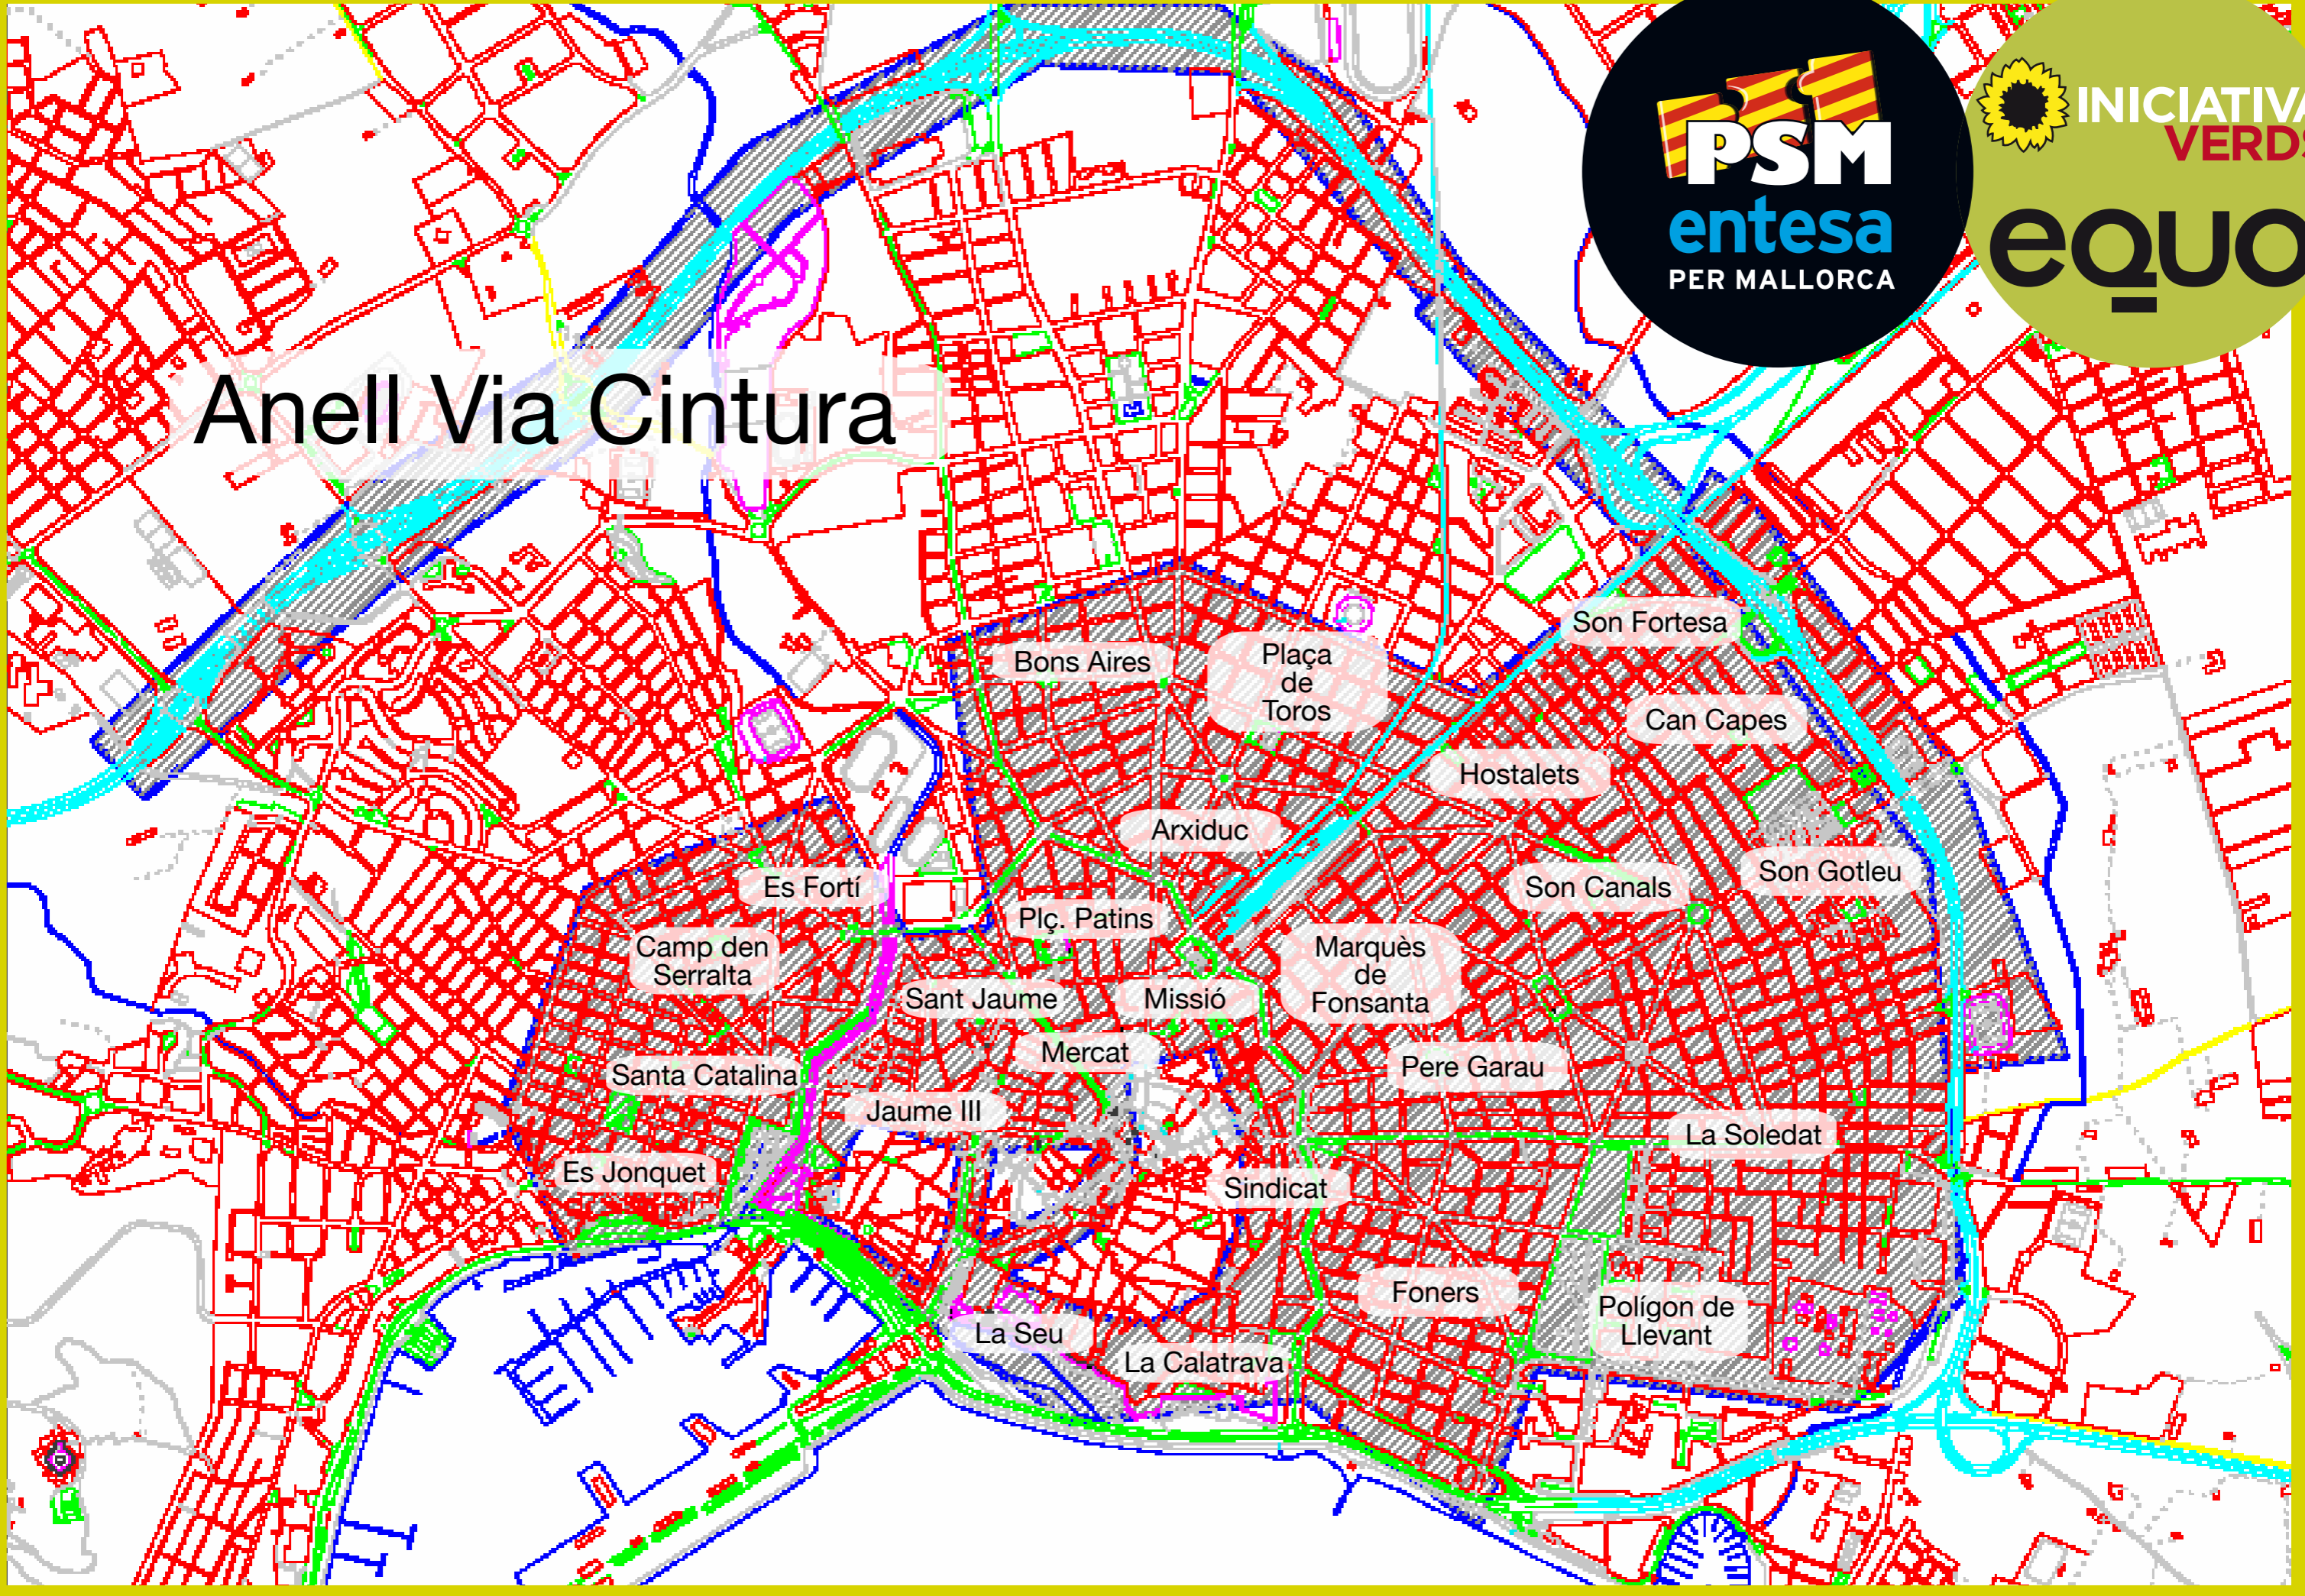 PSM
entesa
PER MALLORCA
INICIATIVA
VERDS
equo
Anell Via Cintura
Son Fortesa
Bons Aires
Plaça
de
Toros
Can Capes
Hostalets
Arxiduc
Son Gotleu
Es Fortí
Son Canals
Plç. Patins
Camp den
Serralta
Marquès
de
Fonsanta
Sant Jaume
Missió
Mercat
Pere Garau
Santa Catalina
Jaume III
La Soledat
Es Jonquet
Sindicat
Foners
Polígon de
Llevant
La Seu
La Calatrava